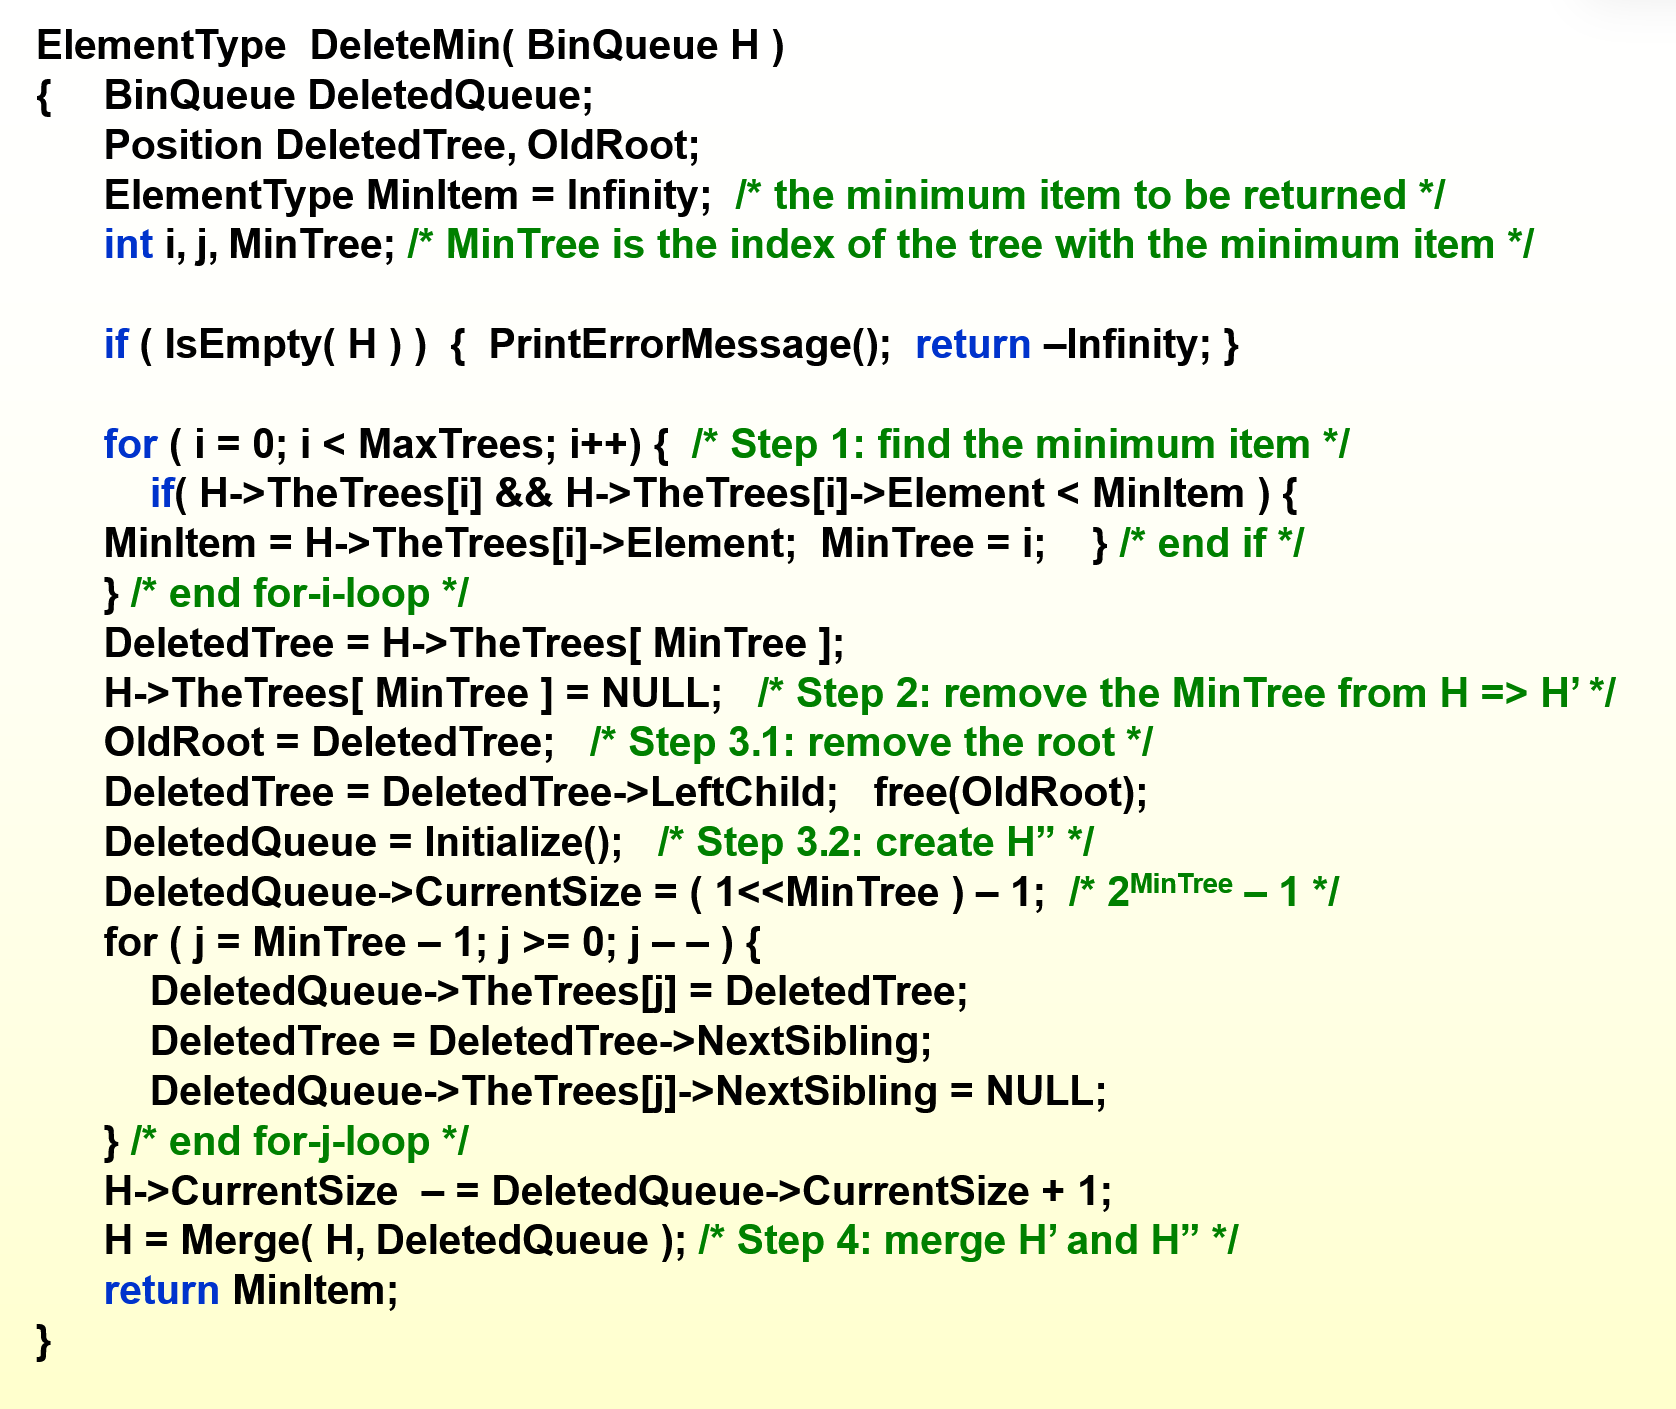 ElementType  DeleteMin( BinQueue H )
{    BinQueue DeletedQueue;
Position DeletedTree, OldRoot;
ElementType MinItem = Infinity;  /* the minimum item to be returned */
int i, j, MinTree; /* MinTree is the index of the tree with the minimum item */
if ( IsEmpty( H ) )  {  PrintErrorMessage();  return –Infinity; }
for ( i = 0; i < MaxTrees; i++) {  /* Step 1: find the minimum item */
if( H->TheTrees[i] && H->TheTrees[i]->Element < MinItem ) {
MinItem = H->TheTrees[i]->Element;  MinTree = i;    } /* end if */
} /* end for-i-loop */
DeletedTree = H->TheTrees[ MinTree ];
H->TheTrees[ MinTree ] = NULL;   /* Step 2: remove the MinTree from H => H’ */
OldRoot = DeletedTree;   /* Step 3.1: remove the root */
DeletedTree = DeletedTree->LeftChild;   free(OldRoot);
DeletedQueue = Initialize();   /* Step 3.2: create H” */
DeletedQueue->CurrentSize = ( 1<<MinTree ) – 1;  /* 2^MinTree – 1 */
for ( j = MinTree – 1; j >= 0; j – – ) {
DeletedQueue->TheTrees[j] = DeletedTree;
DeletedTree = DeletedTree->NextSibling;
DeletedQueue->TheTrees[j]->NextSibling = NULL;
} /* end for-j-loop */
H->CurrentSize  – = DeletedQueue->CurrentSize + 1;
H = Merge( H, DeletedQueue ); /* Step 4: merge H’ and H” */
return MinItem;
}